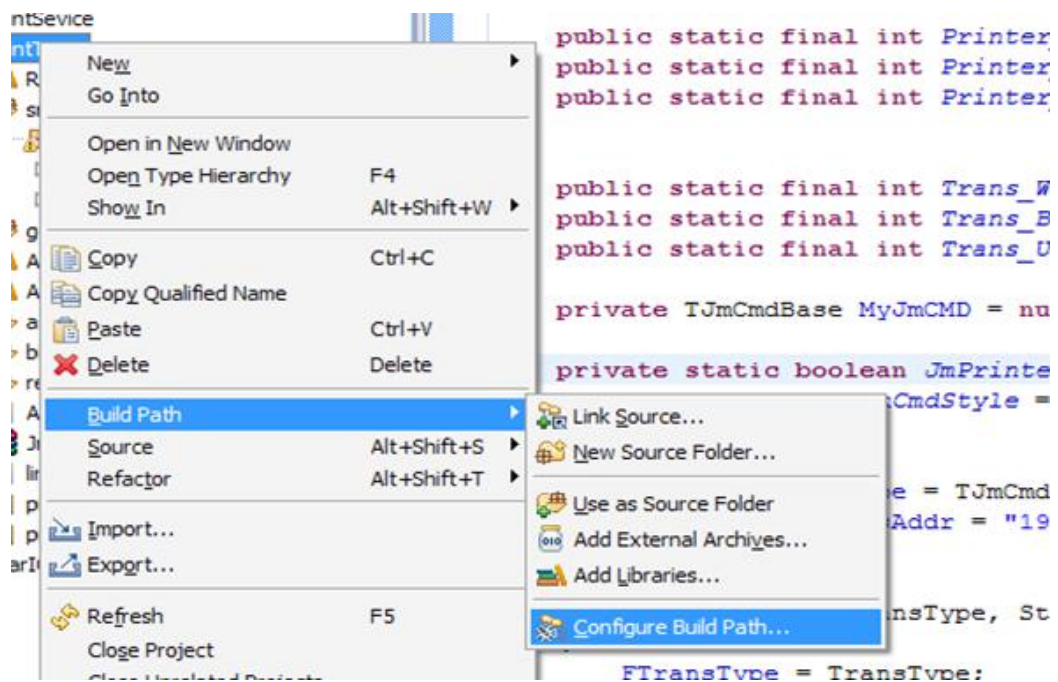 ntSevice
New
Go Into
Open in New Window
Open Type Hierarchy F4
Show In Alt+Shift+W
Copy Ctrl+C
Copy Qualified Name
Paste Ctrl+V
Delete Delete
Build Path
Source Alt+Shift+S
Refactor Alt+Shift+T
Import...
Export...
Refresh F5
Close Project
Close Unrelated Projects
Link Source...
New Source Folder...
Use as Source Folder
Add External Archives...
Add Libraries...
Configure Build Path...
public static final int Printer
public static final int Printer
public static final int Printer
public static final int Trans_W
public static final int Trans_B
public static final int Trans_U
private TJmCmdBase MyJmCMD = nu
private static boolean JmPrinte
CmdStyle =
e = TJmCmd
Addr = "19
nsType, St
FTransType = TransType;